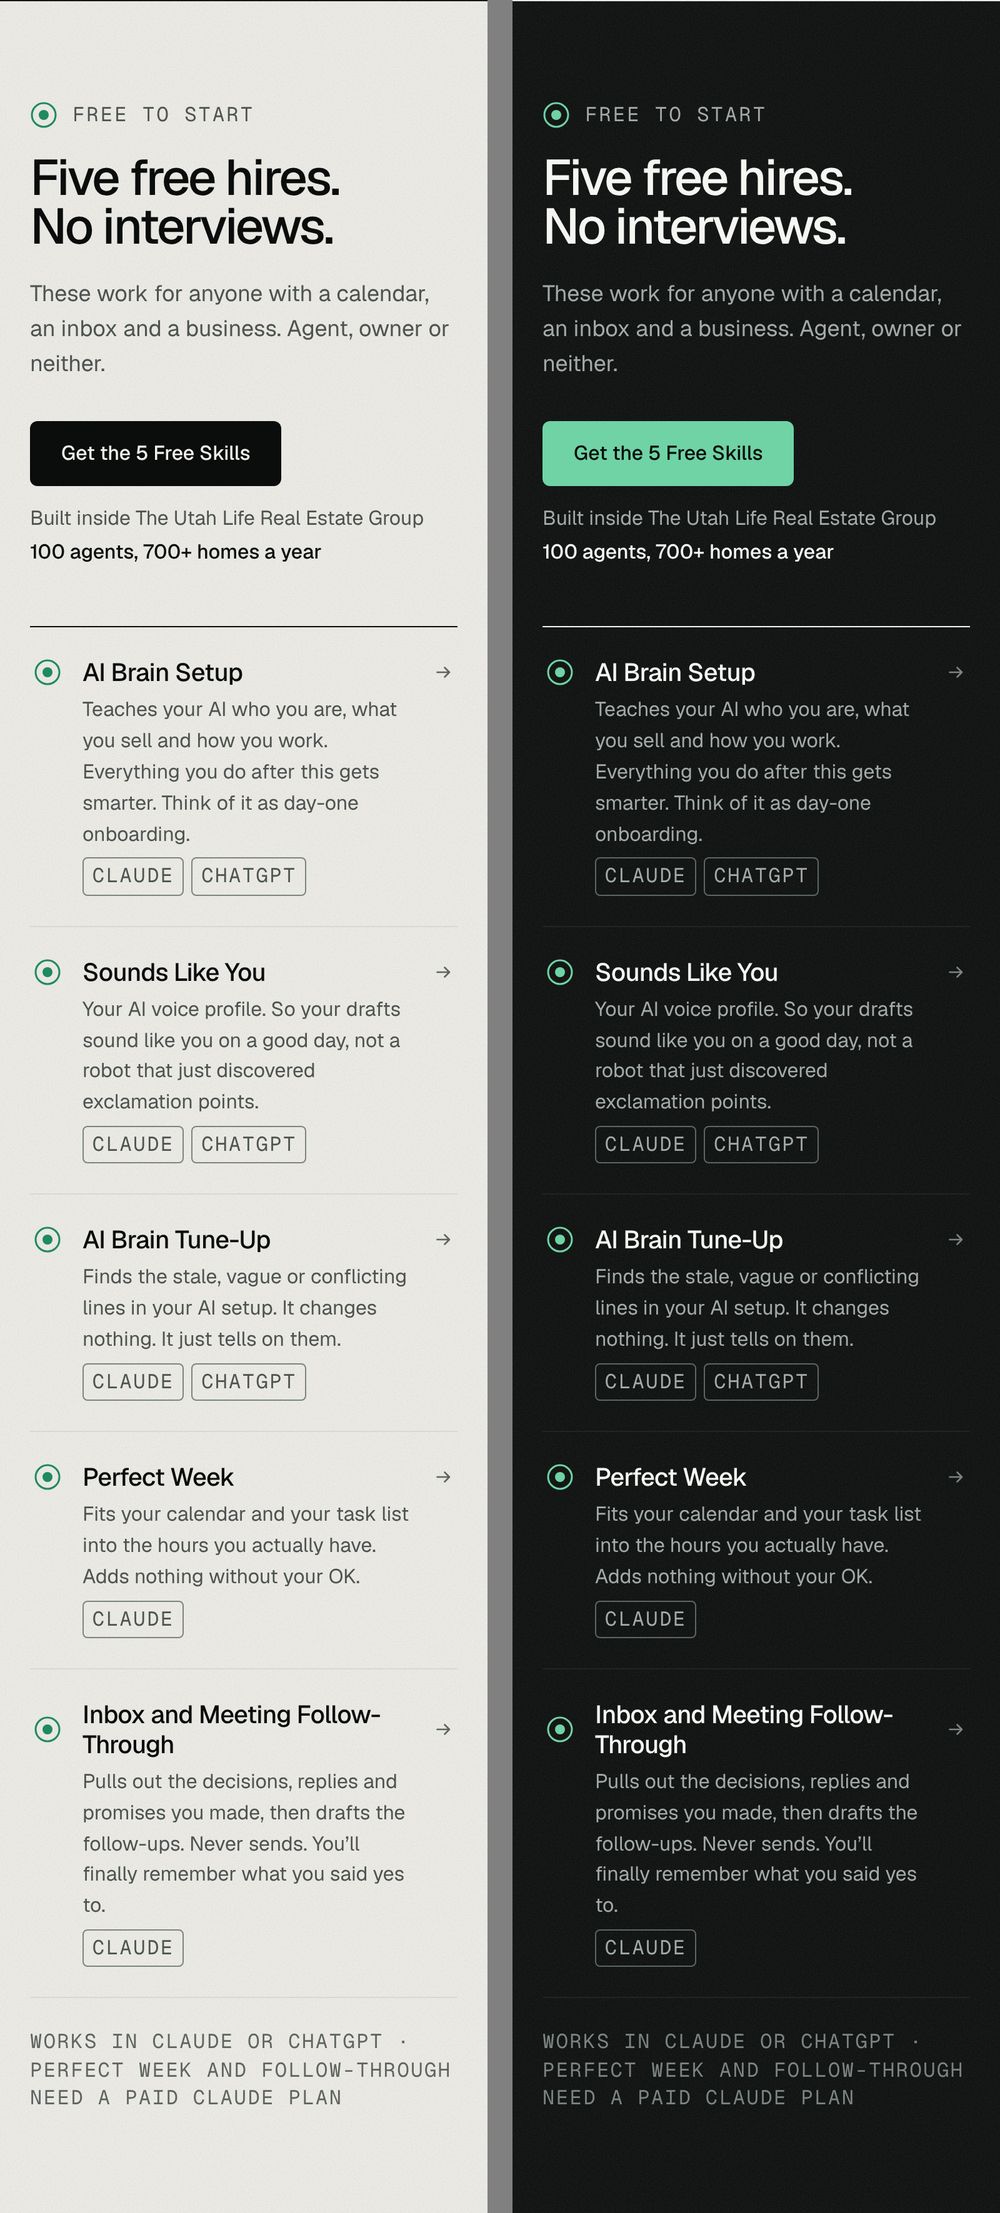 FREE TO START
Five free hires.
No interviews.
These work for anyone with a calendar,
an inbox and a business. Agent, owner or
neither.
Get the 5 Free Skills
Built inside The Utah Life Real Estate Group
100 agents, 700+ homes a year
AI Brain Setup →
Teaches your AI who you are, what
you sell and how you work.
Everything you do after this gets
smarter. Think of it as day-one
onboarding.
CLAUDE CHATGPT
Sounds Like You →
Your AI voice profile. So your drafts
sound like you on a good day, not a
robot that just discovered
exclamation points.
CLAUDE CHATGPT
AI Brain Tune-Up →
Finds the stale, vague or conflicting
lines in your AI setup. It changes
nothing. It just tells on them.
CLAUDE CHATGPT
Perfect Week →
Fits your calendar and your task list
into the hours you actually have.
Adds nothing without your OK.
CLAUDE
Inbox and Meeting Follow-
Through →
Pulls out the decisions, replies and
promises you made, then drafts the
follow-ups. Never sends. You’ll
finally remember what you said yes
to.
CLAUDE
WORKS IN CLAUDE OR CHATGPT ·
PERFECT WEEK AND FOLLOW-THROUGH
NEED A PAID CLAUDE PLAN
FREE TO START
Five free hires.
No interviews.
These work for anyone with a calendar,
an inbox and a business. Agent, owner or
neither.
Get the 5 Free Skills
Built inside The Utah Life Real Estate Group
100 agents, 700+ homes a year
AI Brain Setup →
Teaches your AI who you are, what
you sell and how you work.
Everything you do after this gets
smarter. Think of it as day-one
onboarding.
CLAUDE CHATGPT
Sounds Like You →
Your AI voice profile. So your drafts
sound like you on a good day, not a
robot that just discovered
exclamation points.
CLAUDE CHATGPT
AI Brain Tune-Up →
Finds the stale, vague or conflicting
lines in your AI setup. It changes
nothing. It just tells on them.
CLAUDE CHATGPT
Perfect Week →
Fits your calendar and your task list
into the hours you actually have.
Adds nothing without your OK.
CLAUDE
Inbox and Meeting Follow-
Through →
Pulls out the decisions, replies and
promises you made, then drafts the
follow-ups. Never sends. You’ll
finally remember what you said yes
to.
CLAUDE
WORKS IN CLAUDE OR CHATGPT ·
PERFECT WEEK AND FOLLOW-THROUGH
NEED A PAID CLAUDE PLAN